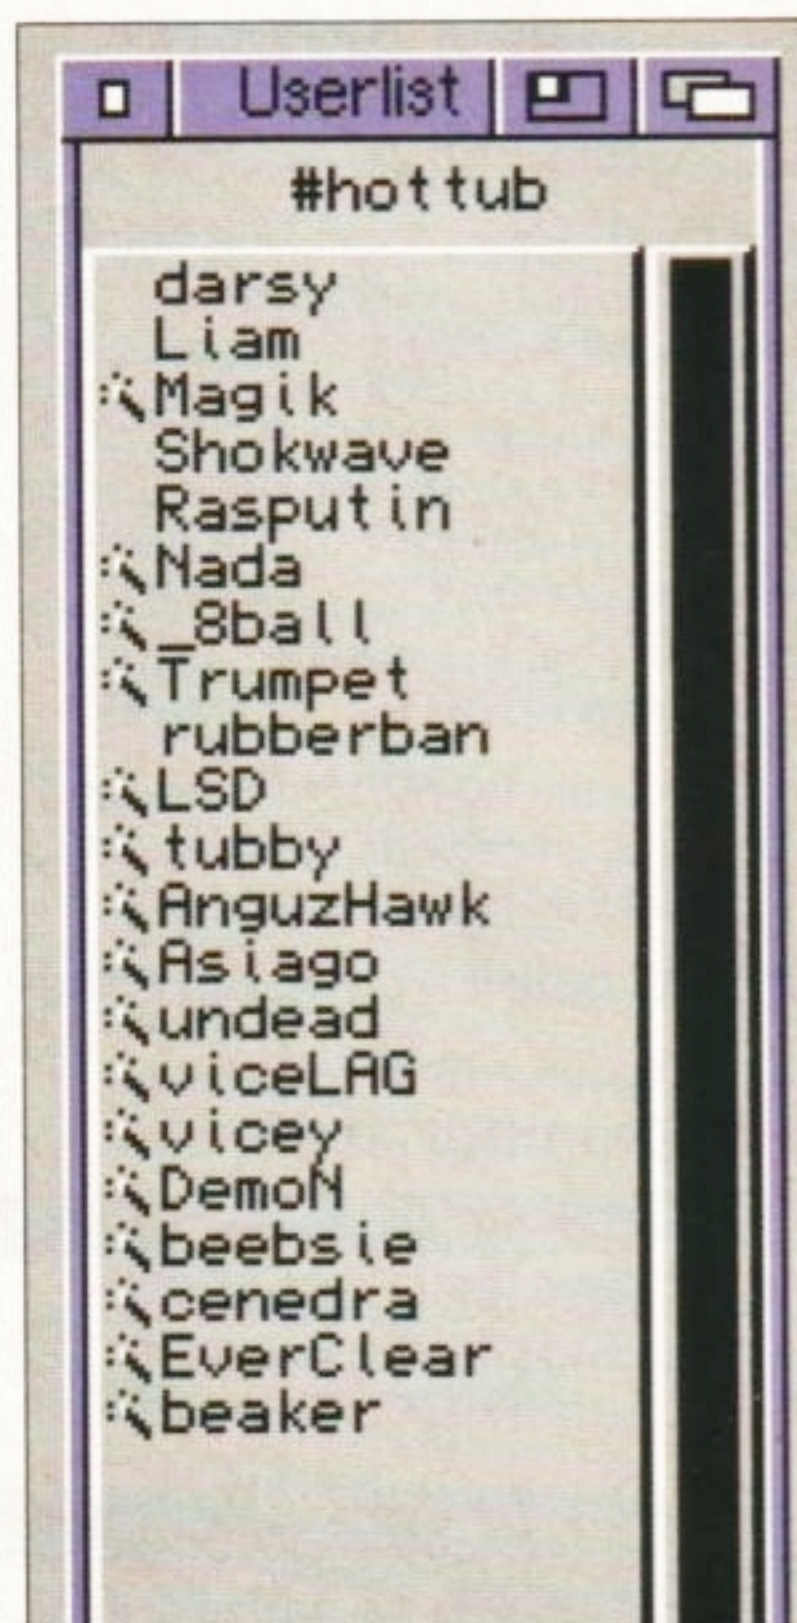 Userlist
#hottub
darsy
Liam
Magik
Shokwave
Rasputin
Nada
_8ball
Trumpet
rubberban
LSD
tubby
AnguzHawk
Asiago
undead
viceLAG
vicey
DemoN
beebsie
cenedra
EverClear
beaker